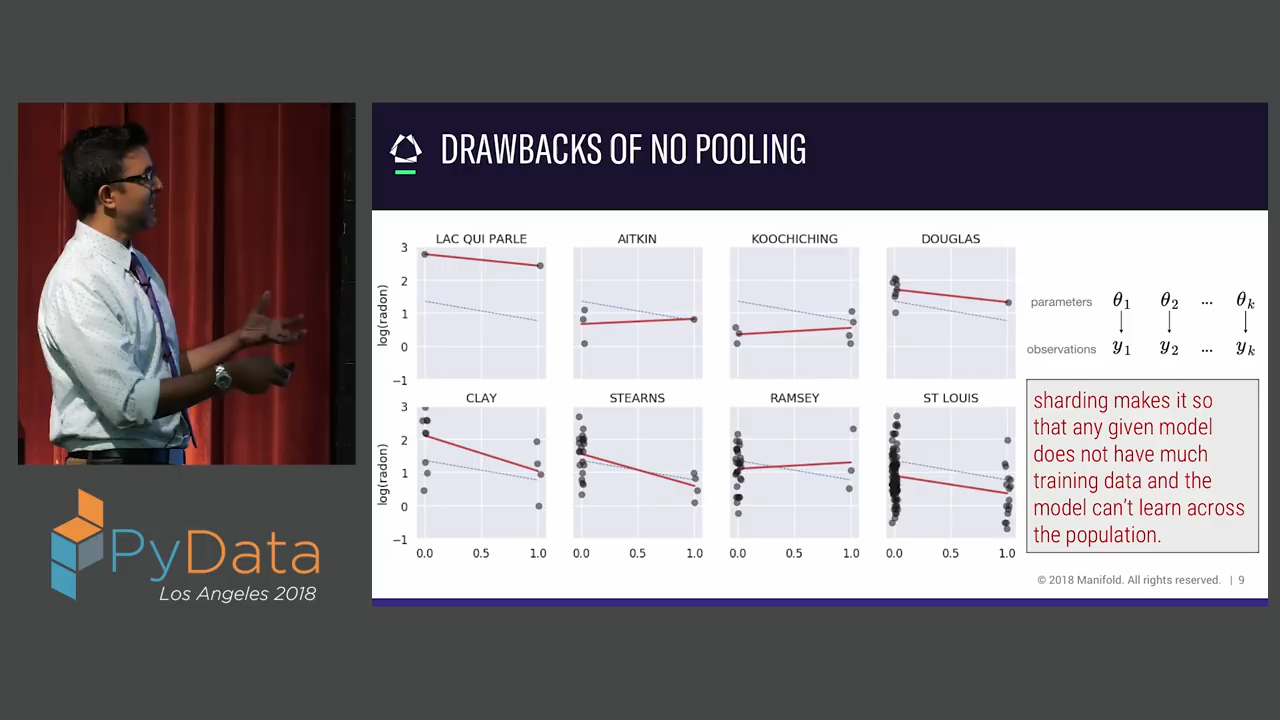 DRAWBACKS OF NO POOLING
LAC QUI PARLE
AITKIN
KOOCHICHING
DOUGLAS
log(radon)
3
2
1
0
−1
CLAY
STEARNS
RAMSEY
ST LOUIS
log(radon)
3
2
1
0
−1
0.0 0.5 1.0
0.0 0.5 1.0
0.0 0.5 1.0
0.0 0.5 1.0
parameters θ1 θ2 ... θk
observations y1 y2 ... yk
sharding makes it so
that any given model
does not have much
training data and the
model can't learn across
the population.
© 2018 Manifold. All rights reserved. | 9
PyData
Los Angeles 2018